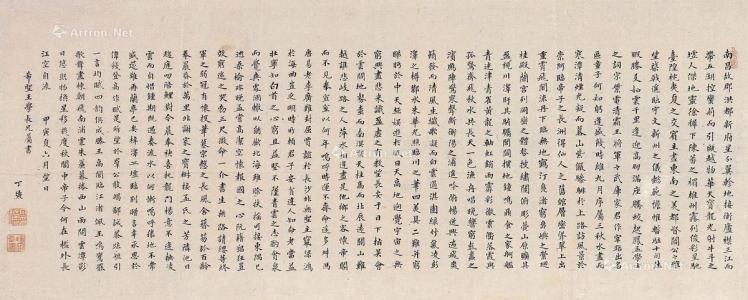 南昌故郡洪都新府星分翼軫地接衡廬襟三江而
帶五湖控蠻荊而引甌越物華天寶龍光射牛斗之
墟人傑地靈徐孺下陳蕃之榻雄州霧列俊彩星馳
臺隍枕夷夏之交賓主盡東南之美都督閻公之雅
望棨戟遙臨宇文新州之懿範襜帷暫駐十旬休
暇勝友如雲千里逢迎高朋滿座騰蛟起鳳孟學士
之詞宗紫電清霜王將軍之武庫家君作宰路出名
區童子何知躬逢盛餞時維九月序屬三秋潦水盡而
寒潭清煙光凝而暮山紫儼驂騑於上路訪風景於
崇阿臨帝子之長洲得仙人之舊館層巒聳翠上出
重霄飛閣流丹下臨無地鶴汀鳧渚窮島嶼之縈迴
桂殿蘭宮列岡巒之體勢披繡闥俯雕甍山原曠其
盈視川澤盱其駭矚閭閻撲地鐘鳴鼎食之家舸艦
迷津青雀黃龍之軸虹銷雨霽彩徹雲衢落霞與
孤鶩齊飛秋水共長天一色漁舟唱晚響窮彭蠡之
濱雁陣驚寒聲斷衡陽之浦遙吟俯暢逸興遄飛爽
籟發而清風生纖歌凝而白雲遏睢園綠竹氣凌彭
澤之樽鄴水朱華光照臨川之筆四美具二難并窮
睇眄於中天極娛遊於暇日天高地迥覺宇宙之無
窮興盡悲來識盈虛之有數望長安於日下指吳會
於雲間地勢極而南溟深天柱高而北辰遠關山難
越誰悲失路之人萍水相逢盡是他鄉之客懷帝閽
而不見奉宣室以何年嗚呼時運不齊命途多舛馮
唐易老李廣難封屈賈誼於長沙非無聖主竄梁鴻
於海曲豈乏明時所賴君子安貧達人知命老當益
壯寧知白首之心窮且益堅不墜青雲之志酌貪泉
而覺爽處涸轍以猶歡北海雖賒扶搖可接東隅已
逝桑榆非晚孟嘗高潔空懷報國之心阮籍猖狂豈
效窮途之哭勃三尺微命一介書生無路請纓等終
軍之弱冠有懷投筆慕宗愨之長風舍簪笏於百齡
奉晨昏於萬里非謝家之寶樹接孟氏之芳鄰他日
趨庭叨陪鯉對今晨捧袂喜託龍門楊意不逢撫凌
雲而自惜鍾期既遇奏流水以何慚嗚呼勝地不常
盛筵難再蘭亭已矣梓澤邱墟臨別贈言幸承恩於
偉餞登高作賦是所望於群公敢竭鄙誠恭疏短引
一言均賦四韻俱成滕王高閣臨江渚佩玉鳴鸞罷
歌舞畫棟朝飛南浦雲珠簾暮捲西山雨閒雲潭影
日悠悠物換星移幾度秋閣中帝子今何在檻外長
江空自流 甲寅夏六月望日
希聖王學長兄屬書